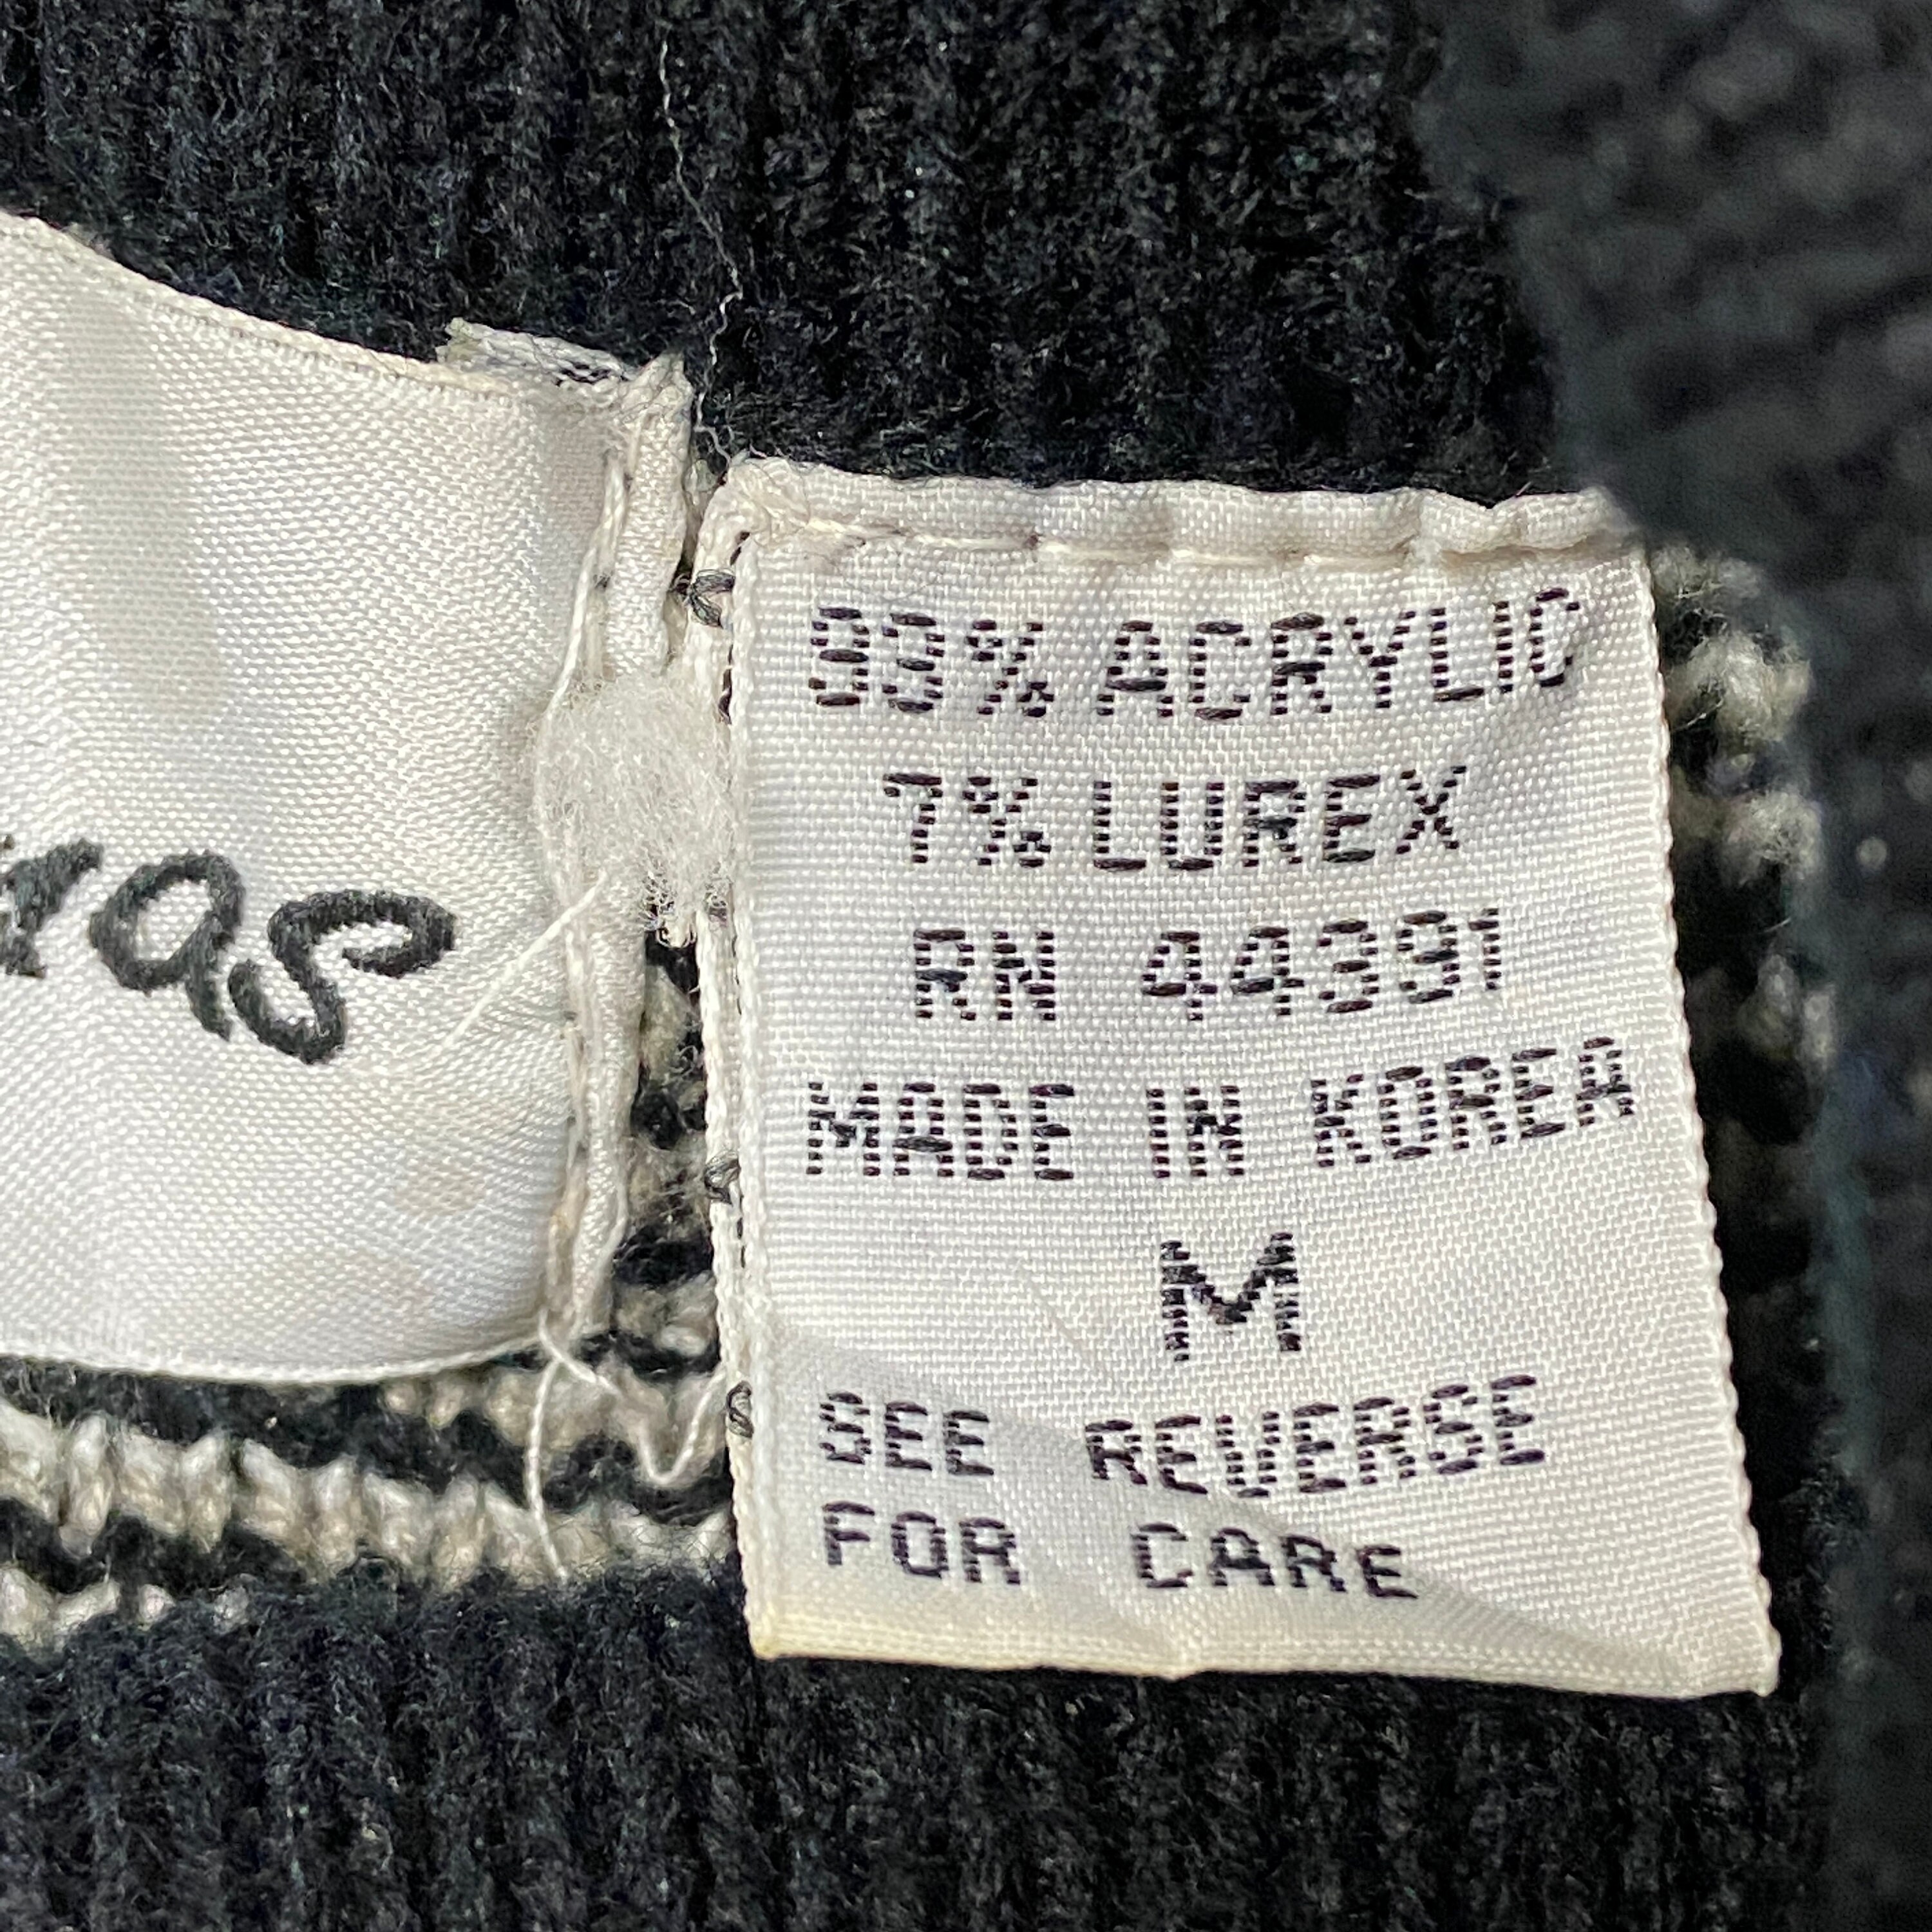 93% ACRYLIC
7% LUREX
RN 44391
MADE IN KOREA
M
SEE REVERSE
FOR CARE